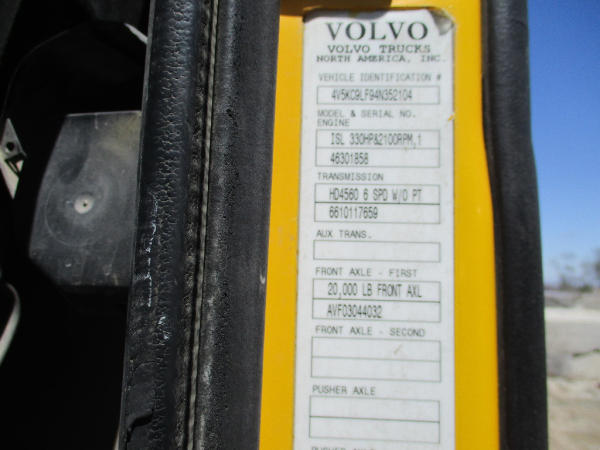 VOLVO
VOLVO TRUCKS
NORTH AMERICA, INC.
VEHICLE IDENTIFICATION #
4V5KC9LF94N352104
MODEL & SERIAL NO.
ENGINE
ISL 330HP&2100RPM,1
46301858
TRANSMISSION
HD4560 6 SPD W/O PT
6610117659
AUX TRANS.
FRONT AXLE - FIRST
20,000 LB FRONT AXL
AVF03044032
FRONT AXLE - SECOND
PUSHER AXLE